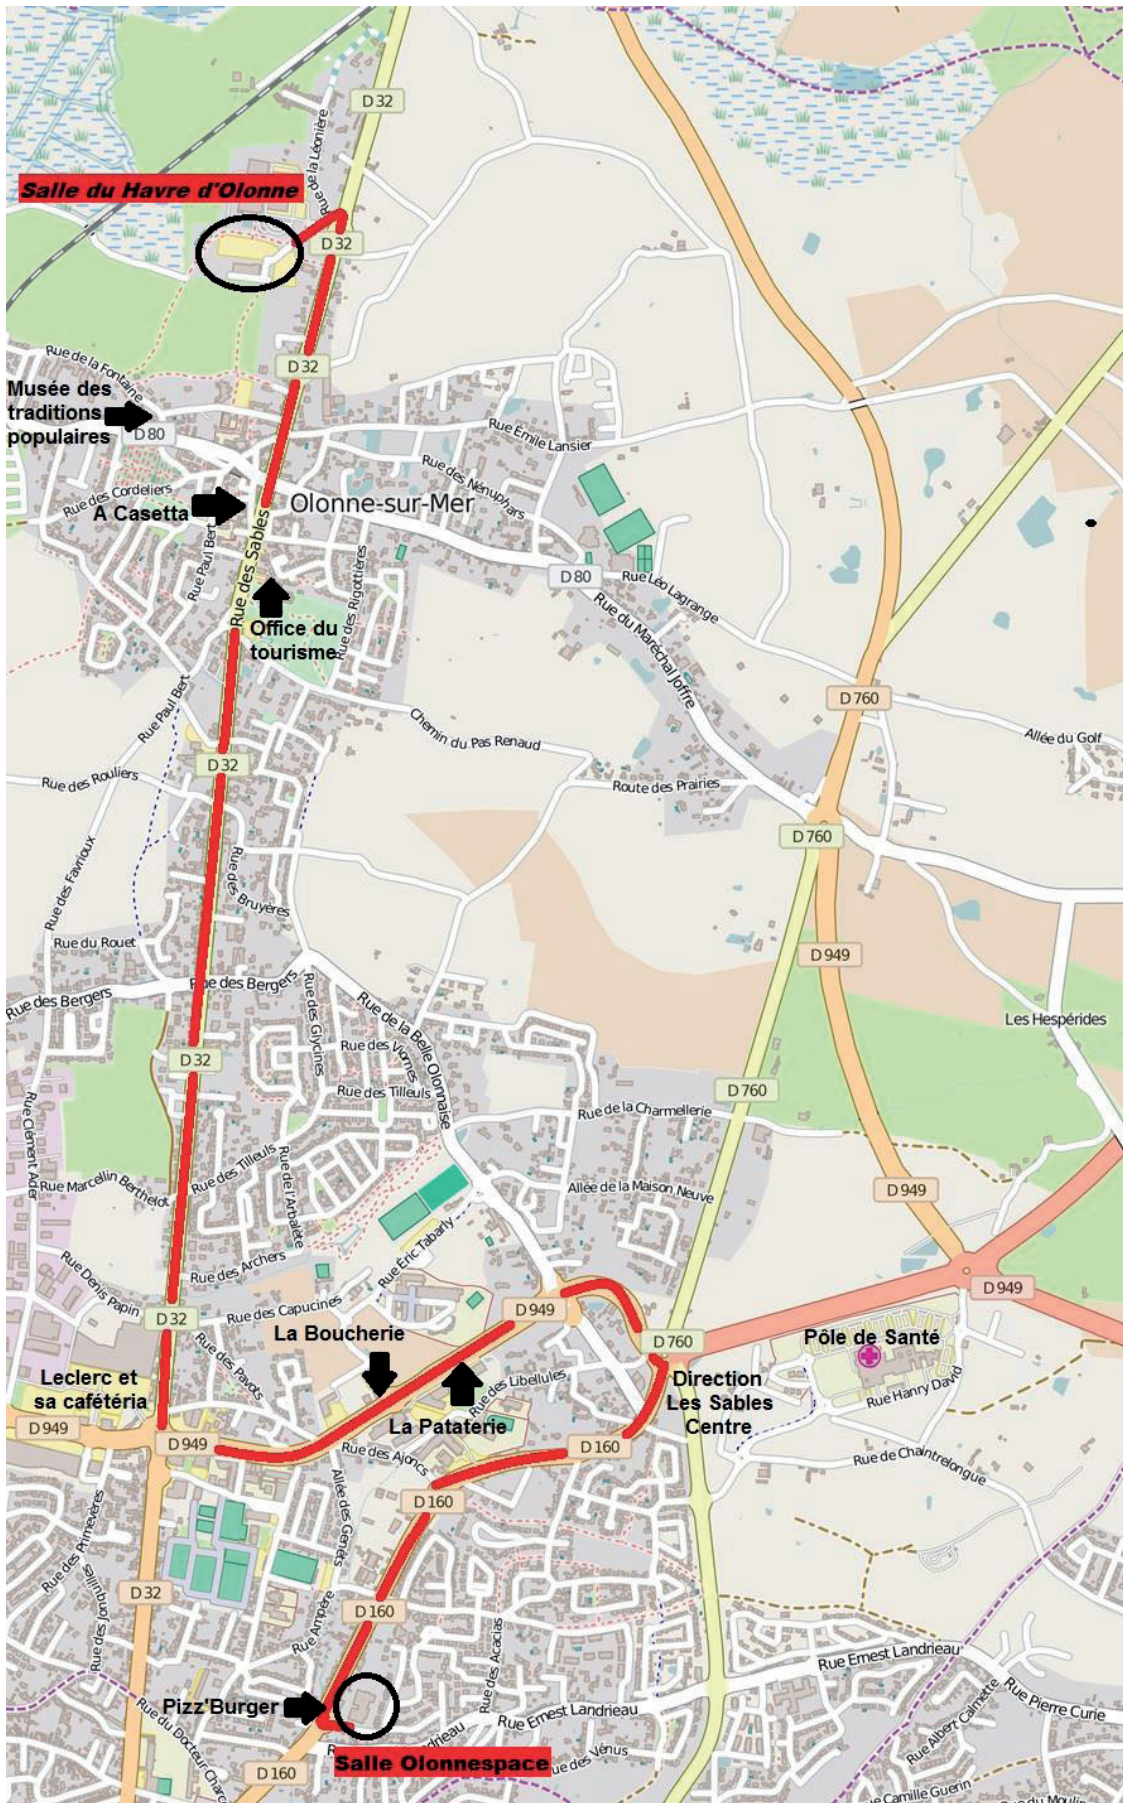 D 32
Rue de la Léonière
Salle du Havre d'Olonne
D 32
D 32
Rue de la Fontaine
Musée des
traditions
populaires
D 80
Rue Émile Lansier
Rue des Nénuphars
Rue des Cordeliers
A Casetta
Olonne-sur-Mer
Rue Paul Bert
Rue des Sables
Rue des Rigottières
D 80
Rue Léo Lagrange
Office du
tourisme
Rue du Maréchal Joffre
Rue Paul Bert
D 760
Chemin du Pas Renaud
Allée du Golf
D 32
Rue des Rouliers
Route des Prairies
D 760
Rue des Favrioux
Rue des Bruyères
Rue du Rouet
D 949
Rue des Bergers
Rue des Bergers
Rue des Glycines
Rue de la Belle Olonnaise
Les Hespérides
Rue des Viornes
D 32
Rue des Tilleuls
D 760
Rue de la Charmellerie
Rue Clément Ader
Rue des Tilleuls
Rue Marcellin Berthelot
Rue de l'Arbalète
Allée de la Maison Neuve
D 949
Rue Éric Tabarly
Rue des Archers
Rue Denis Papin
Rue des Capucines
D 949
D 949
D 32
La Boucherie
D 760
Pôle de Santé
Leclerc et
sa cafétéria
Rue des Pavots
Rue des Libellules
Direction
Les Sables
Centre
Rue Hanry David
La Pataterie
D 949
D 949
Rue des Ajoncs
D 160
Rue de Chaintrelongue
D 160
Allée des Genêts
Rue des Primevères
D 32
Rue des Jonquilles
Rue Ampère
D 160
Rue des Acacias
Rue Ernest Landrieau
Pizz'Burger
Rue Ernest Landrieau
Rue Pierre Curie
Rue Albert Calmette
Rue du Docteur Charcot
Salle Olonnespace
D 160
Rue Camille Guerin